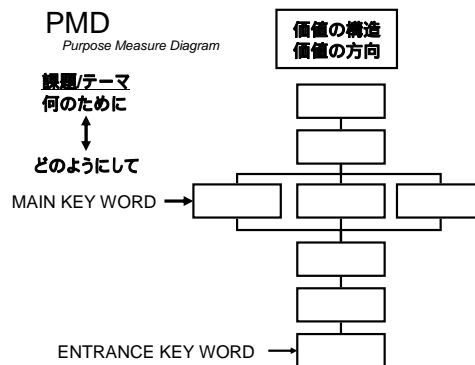 PMD
Purpose Measure Diagram
価値の構造
価値の方向
課題/テーマ
何のために
どのようにして
MAIN KEY WORD
ENTRANCE KEY WORD